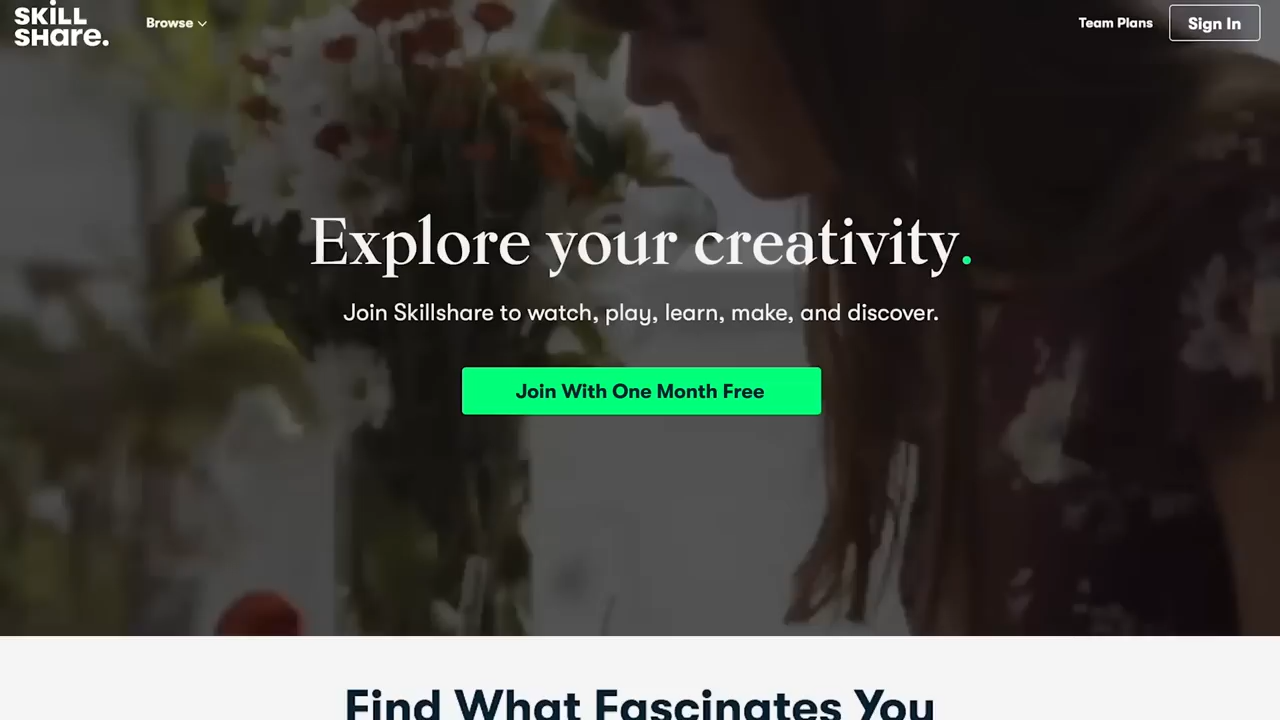 SKiLL
SHare.
Browse
Team Plans
Sign In
Explore your creativity.
Join Skillshare to watch, play, learn, make, and discover.
Join With One Month Free
Find What Fascinates You